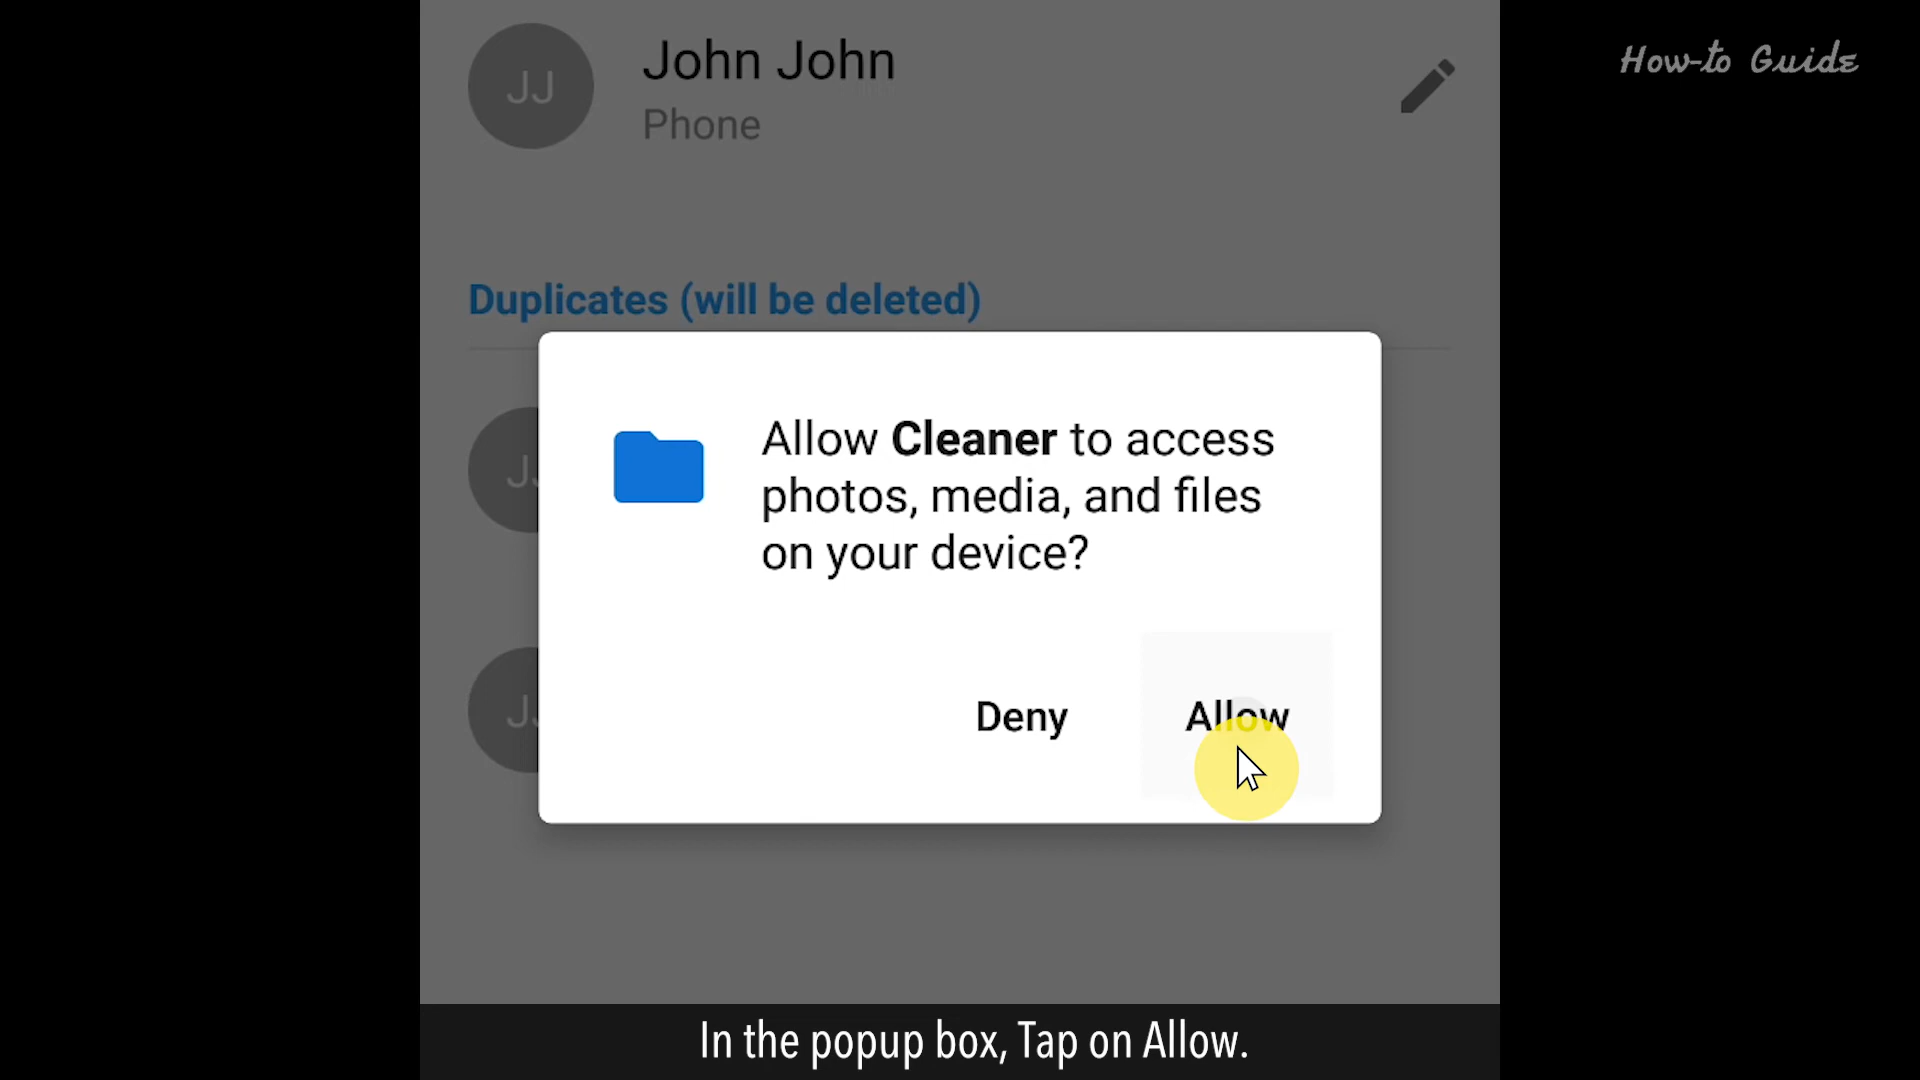 How-to Guide
JJ
John John
Phone
Duplicates (will be deleted)
Allow Cleaner to access
photos, media, and files
on your device?
Deny
Allow
In the popup box, Tap on Allow.